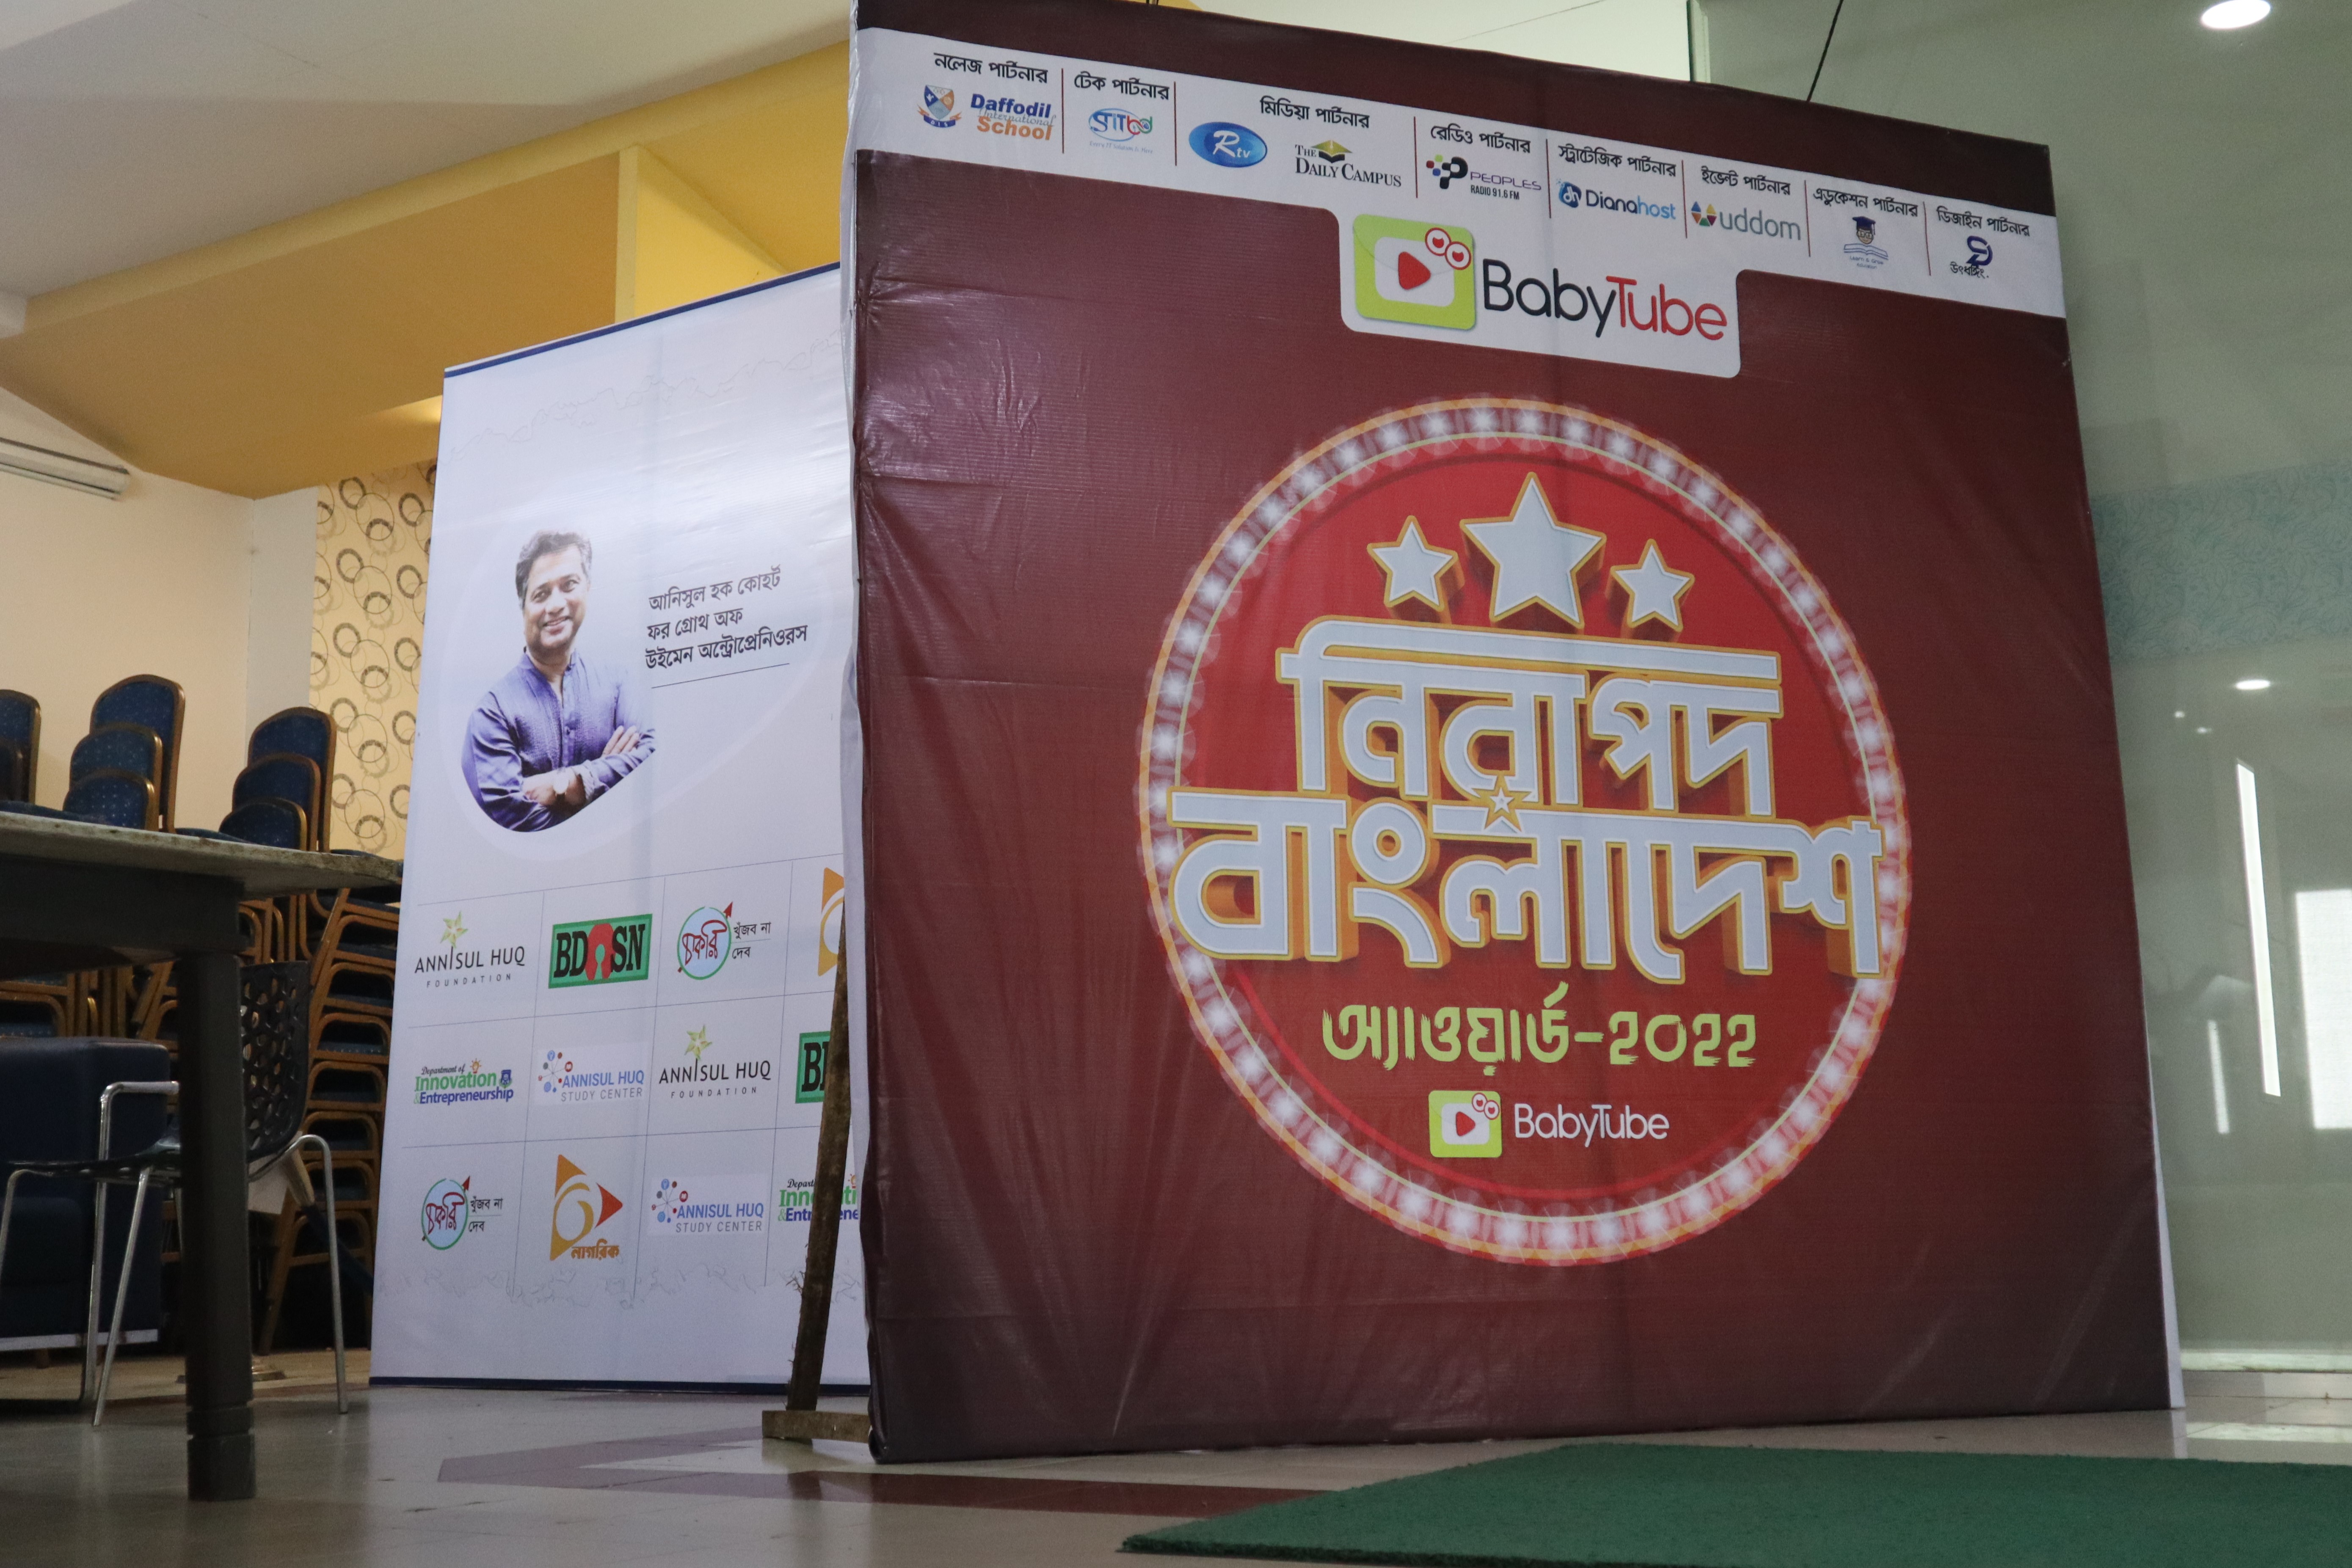 নলেজ পার্টনার
Daffodil
International
School
টেক পার্টনার
মিডিয়া পার্টনার
Rtv
THE
DAILY CAMPUS
রেডিও পার্টনার
PEOPLES
RADIO 91.6 FM
স্ট্রাটেজিক পার্টনার
Dianahost
ইভেন্ট পার্টনার
uddom
এডুকেশন পার্টনার
ডিজাইন পার্টনার
BabyTube
নিরাপদ
বাংলাদেশ
অ্যাওয়ার্ড-২০২২
BabyTube
আনিসুল হক কোহর্ট
ফর গ্রোথ অফ
উইমেন অন্ট্রোপ্রেনিওরস
ANNISUL HUQ
FOUNDATION
BDOSN
চাকরি খুঁজব না
দেব
Department of
Innovation
&Entrepreneurship
ANNISUL HUQ
STUDY CENTER
ANNISUL HUQ
FOUNDATION
চাকরি খুঁজব না
দেব
নাগরিক
ANNISUL HUQ
STUDY CENTER